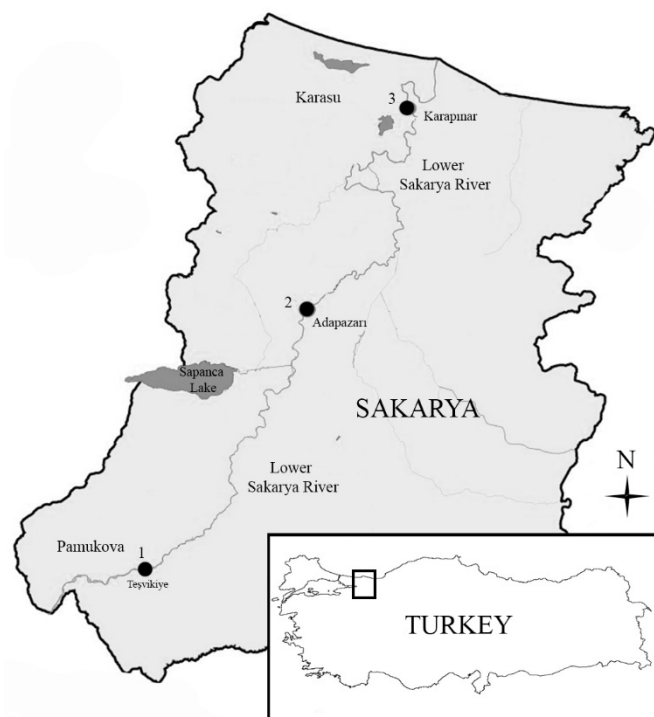 Karasu
3
Karapınar
Lower
Sakarya River
2
Adapazarı
Sapanca
Lake
SAKARYA
Lower
Sakarya River
N
Pamukova
1
Teşvikiye
TURKEY